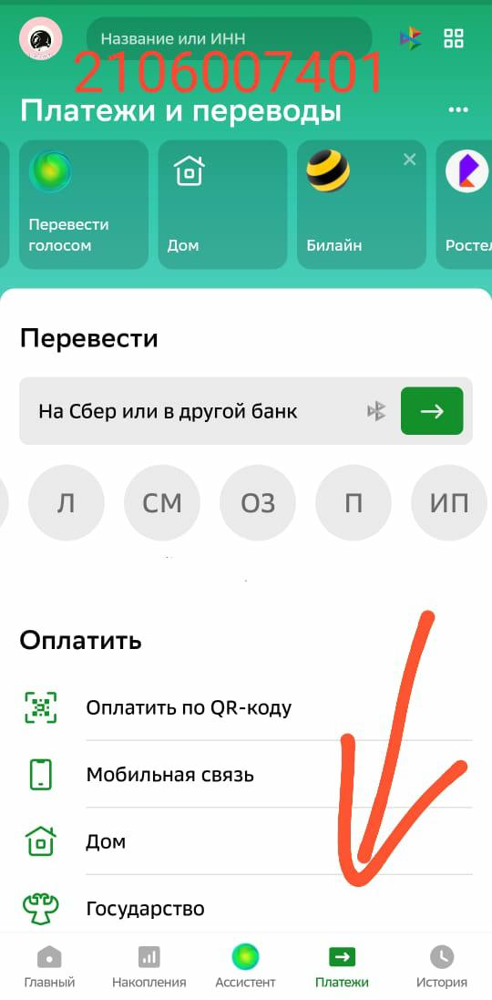 Название или ИНН
2106007401
Платежи и переводы
Перевести
голосом
Дом
Билайн
Росте
Перевести
На Сбер или в другой банк
Л
СМ
ОЗ
П
ИП
Оплатить
Оплатить по QR-коду
Мобильная связь
Дом
Государство
Главный
Накопления
Ассистент
Платежи
История